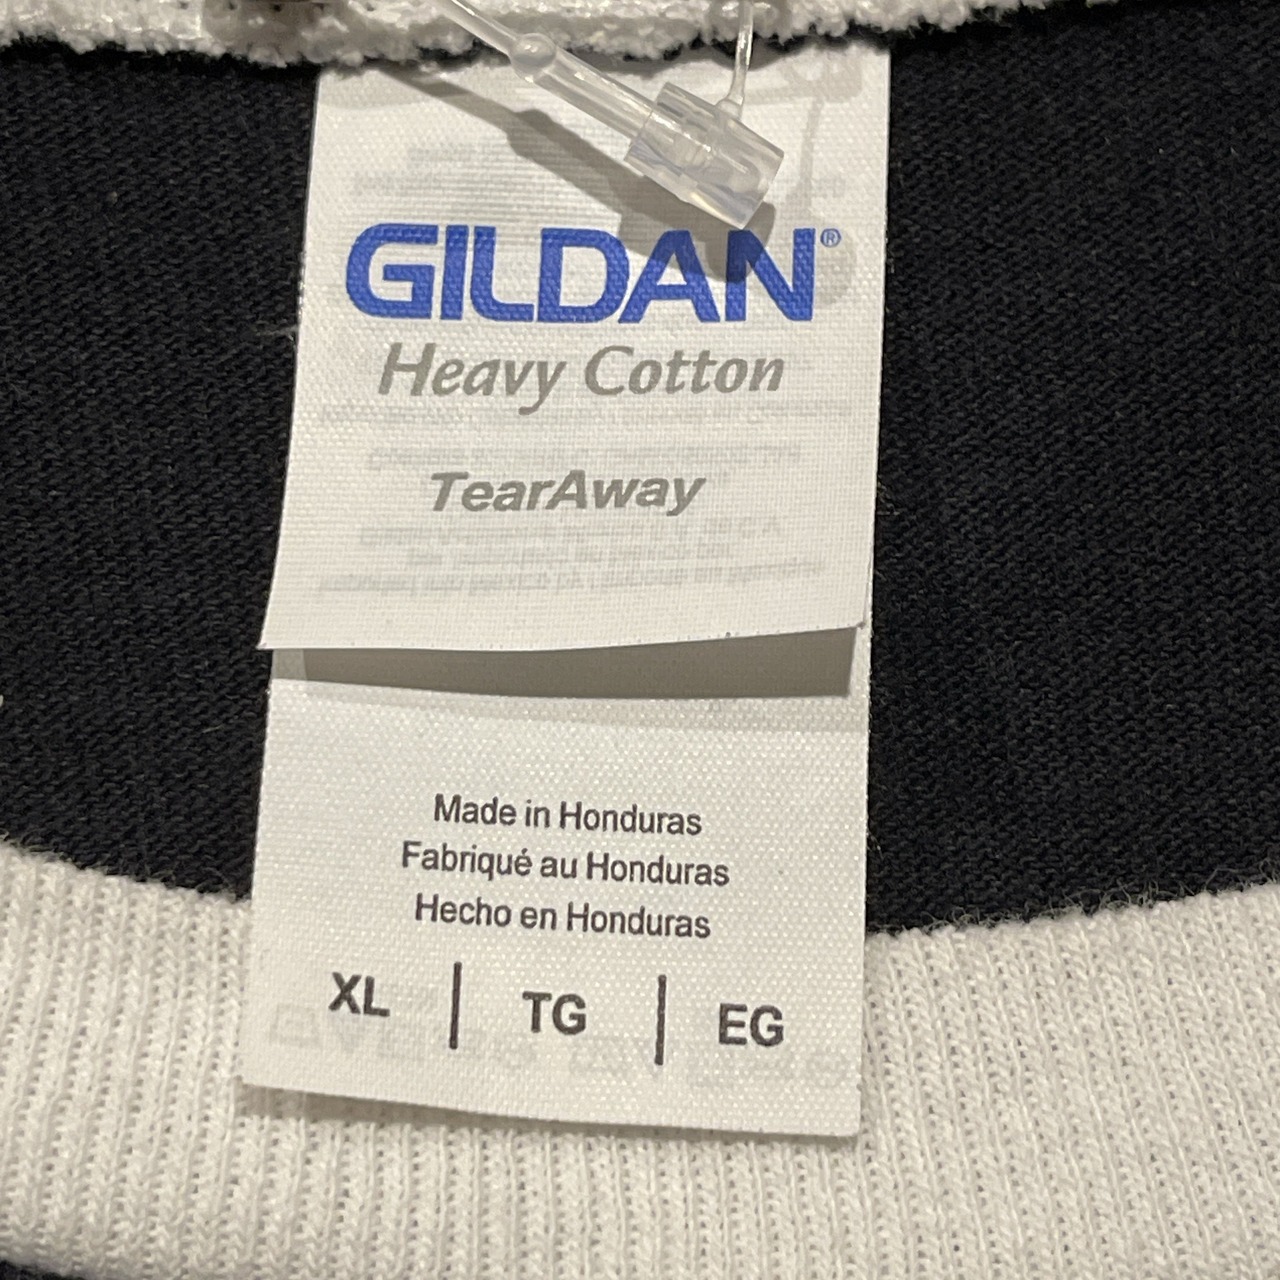 GILDAN®
Heavy Cotton
TearAway
Made in Honduras
Fabriqué au Honduras
Hecho en Honduras
XL | TG | EG